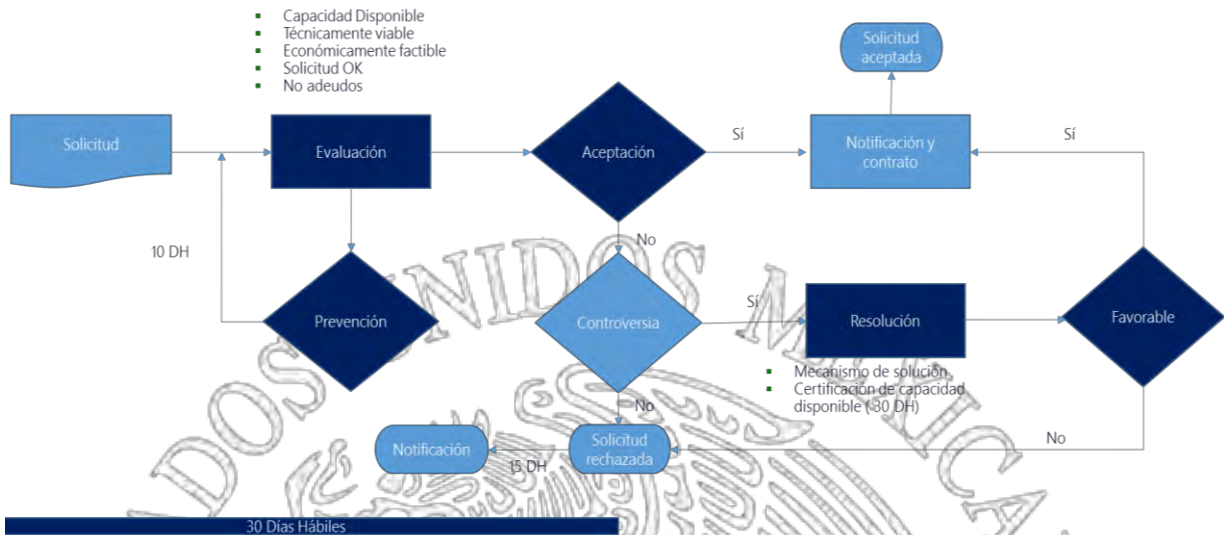 ▪ Capacidad Disponible
▪ Técnicamente viable
▪ Económicamente factible
▪ Solicitud OK
▪ No adeudos
Solicitud
aceptada
Solicitud
Evaluación
Aceptación
Sí
Notificación y
contrato
Sí
10 DH
No
Prevención
Controversia
Sí
Resolución
Favorable
▪ Mecanismo de solución
▪ Certificación de capacidad
disponible (-30 DH)
No
Notificación
15 DH
Solicitud
rechazada
No
30 Días Hábiles
UNIDOS MEXICA